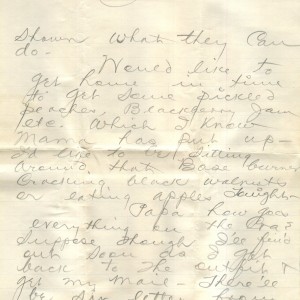 Shown what they can
do.
Would like to
get home in time
to get some pickled
peaches, Blackberry Jam
etc. which I know
Mama has put up-
I'd like to be sitting
around that Base burner
Cracking black walnuts
or eating apples tonight-
Papa how goes
everything on the
Suppose though I'll find
out soon as I get
back to the outfit &
get my mail - There'll
be six letters from